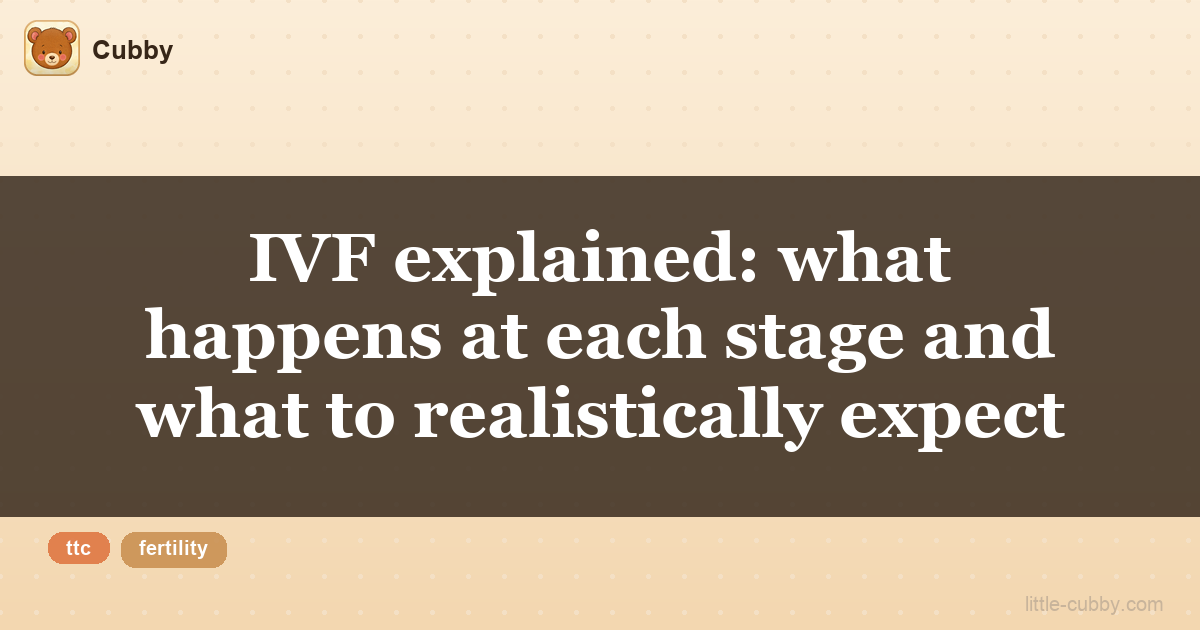 Cubby
IVF explained: what
happens at each stage and
what to realistically expect
ttc
fertility
little-cubby.com